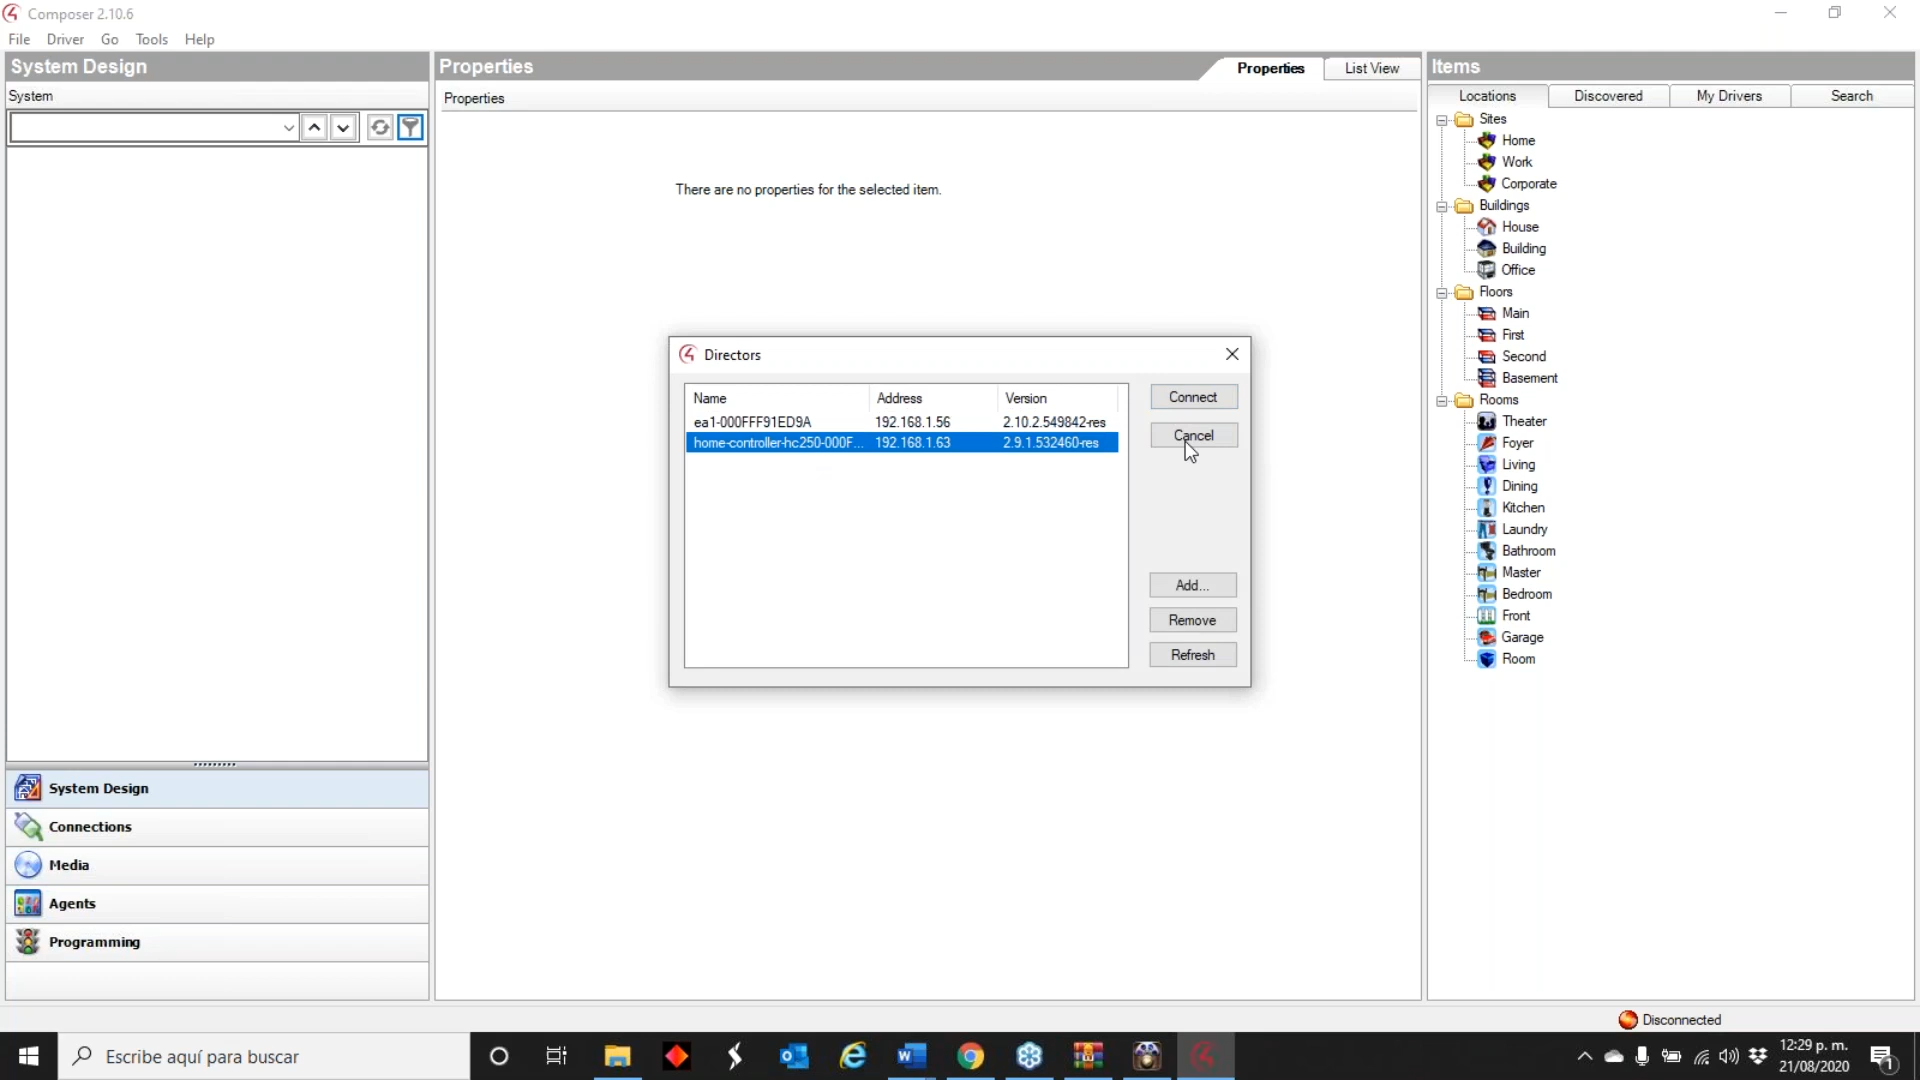 Composer 2.10.6
File Driver Go Tools Help
System Design
System
Properties
Properties List View
Properties
There are no properties for the selected item.
Directors
Name Address Version
ea1-000FFF91ED9A 192.168.1.56 2.10.2.549842-res
home-controller-hc250-000F... 192.168.1.63 2.9.1.532460-res
Connect
Cancel
Add...
Remove
Refresh
Items
Locations Discovered My Drivers Search
Sites
Home
Work
Corporate
Buildings
House
Building
Office
Floors
Main
First
Second
Basement
Rooms
Theater
Foyer
Living
Dining
Kitchen
Laundry
Bathroom
Master
Bedroom
Front
Garage
Room
System Design
Connections
Media
Agents
Programming
Disconnected
Escribe aquí para buscar
12:29 p. m.
21/08/2020
1